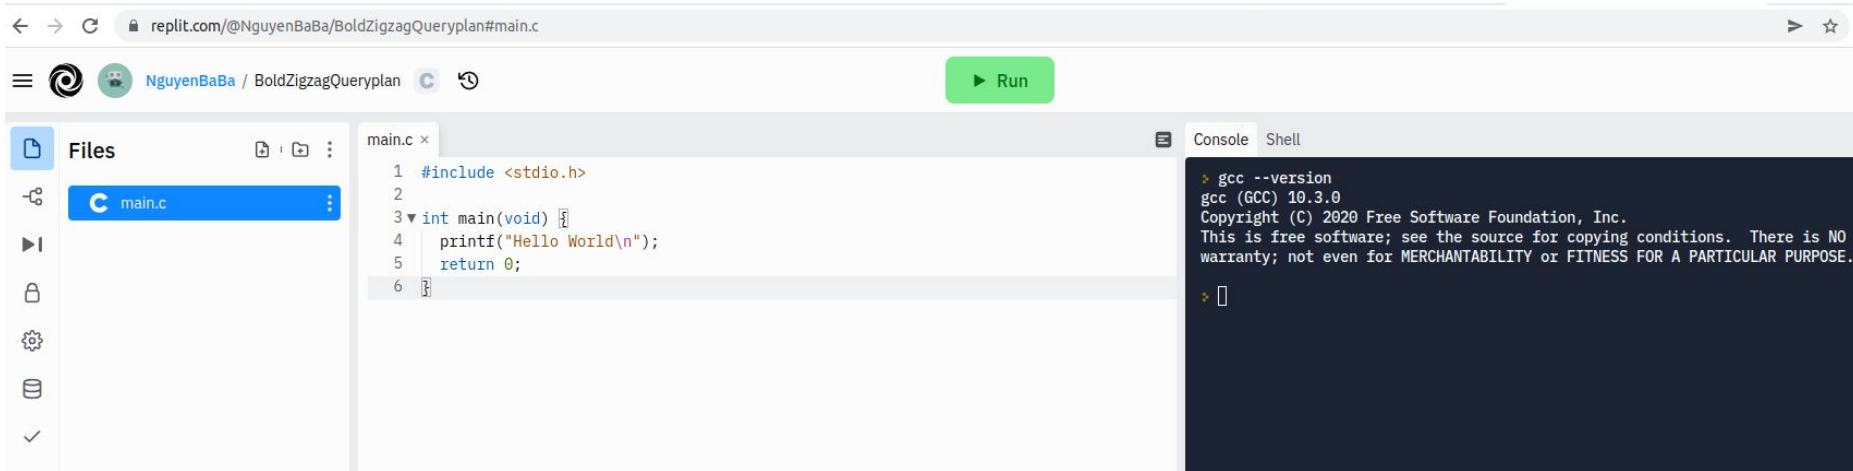 replit.com/@NguyenBaBa/BoldZigzagQueryplan#main.c
NguyenBaBa / BoldZigzagQueryplan C
Run
Files
C main.c
main.c ×
1 #include <stdio.h>
2
3 int main(void) {
4 printf("Hello World\n");
5 return 0;
6 }
Console Shell
> gcc --version
gcc (GCC) 10.3.0
Copyright (C) 2020 Free Software Foundation, Inc.
This is free software; see the source for copying conditions. There is NO
warranty; not even for MERCHANTABILITY or FITNESS FOR A PARTICULAR PURPOSE.
>